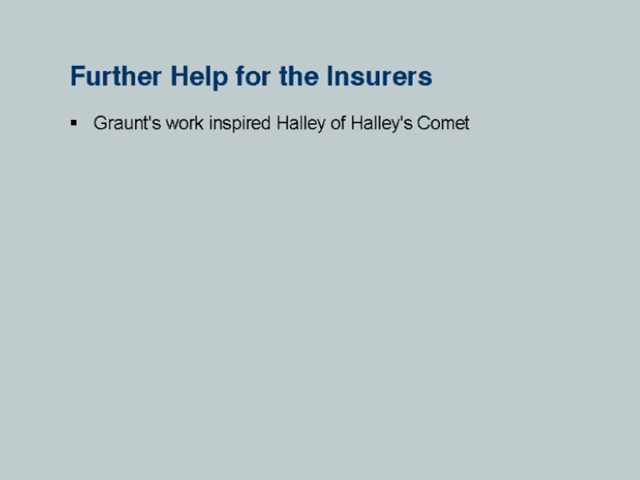 Further Help for the Insurers
▪ Graunt's work inspired Halley of Halley's Comet